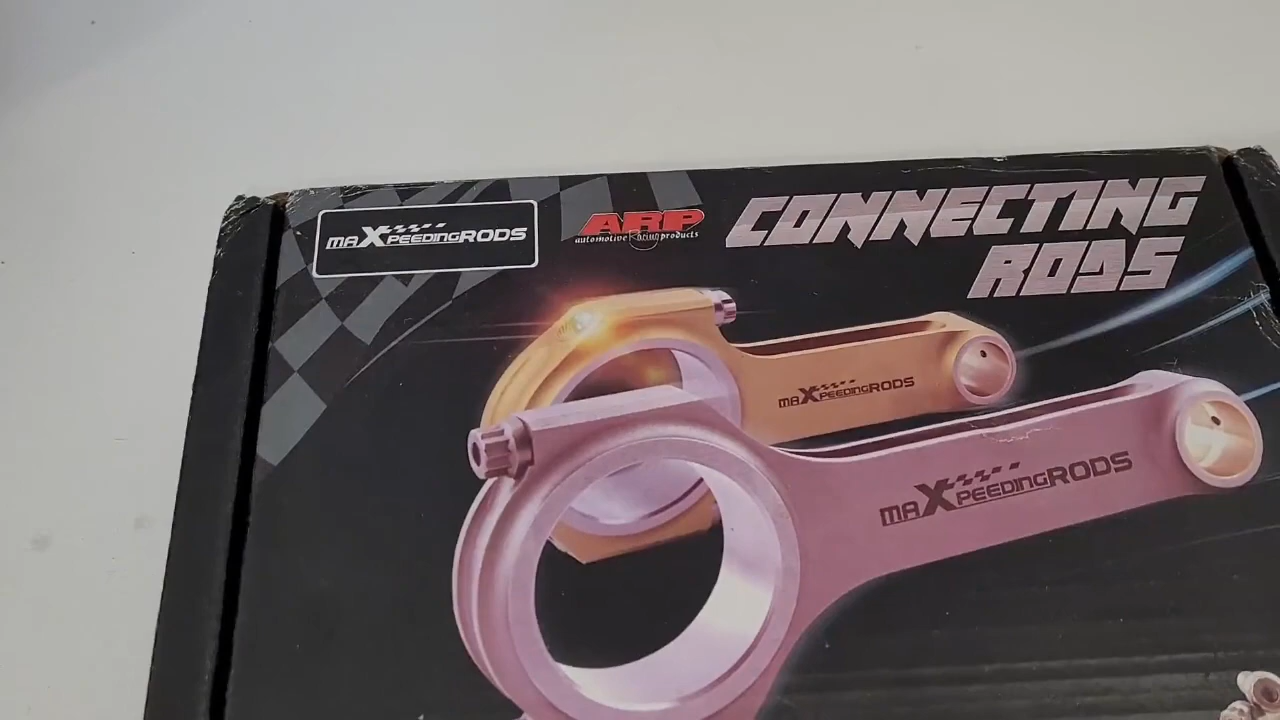 maXpeedingRODS
ARP
automotive Racing products
CONNECTING
RODS
maXpeedingRODS
maXpeedingRODS